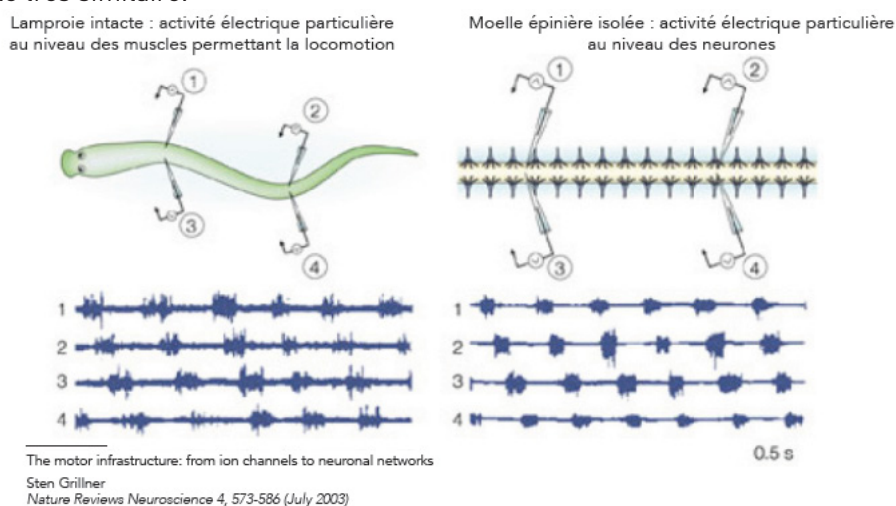 Lamproie intacte : activité électrique particulière
au niveau des muscles permettant la locomotion
Moelle épinière isolée : activité électrique particulière
au niveau des neurones
1
2
3
4
1
2
3
4
1
2
3
4
1
2
3
4
0.5 s
The motor infrastructure: from ion channels to neuronal networks
Sten Grillner
Nature Reviews Neuroscience 4, 573-586 (July 2003)